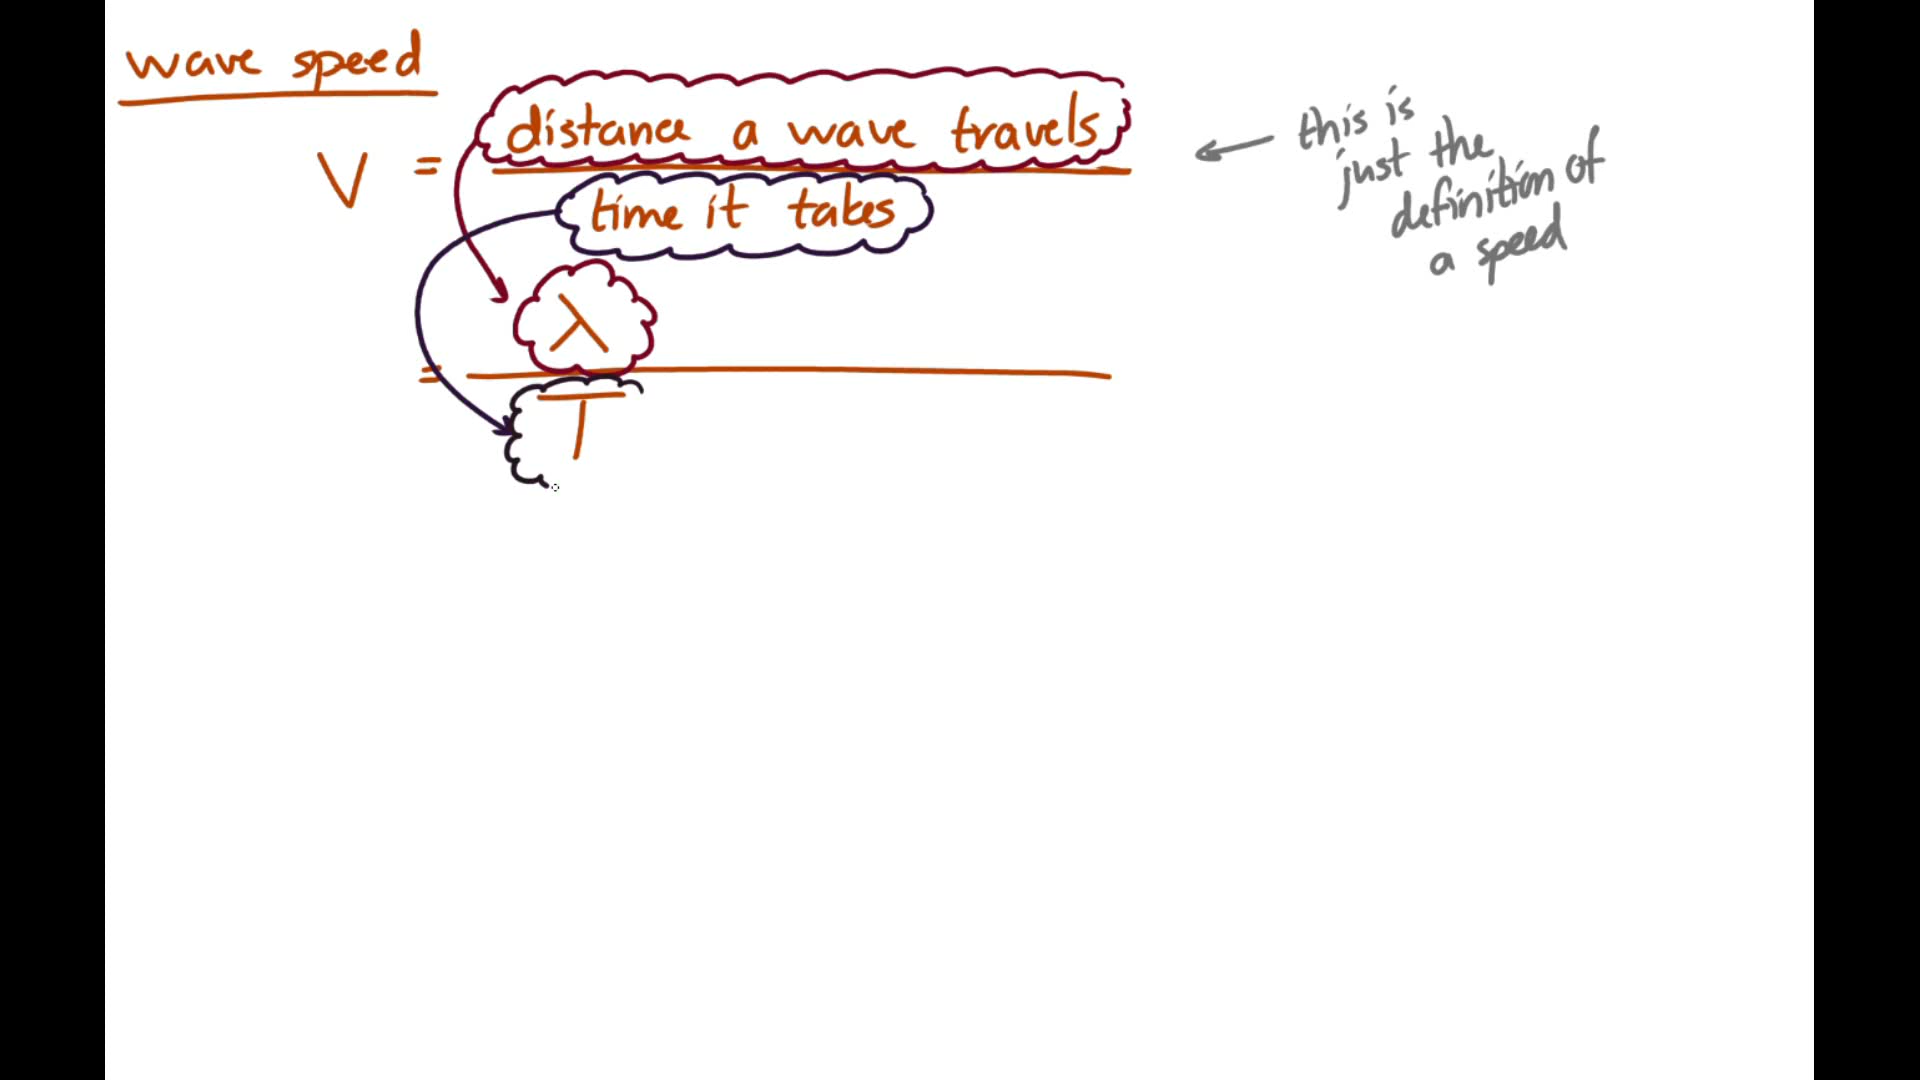 wave speed
V = distance a wave travels
time it takes
= λ
T
this is
just the
definition of
a speed